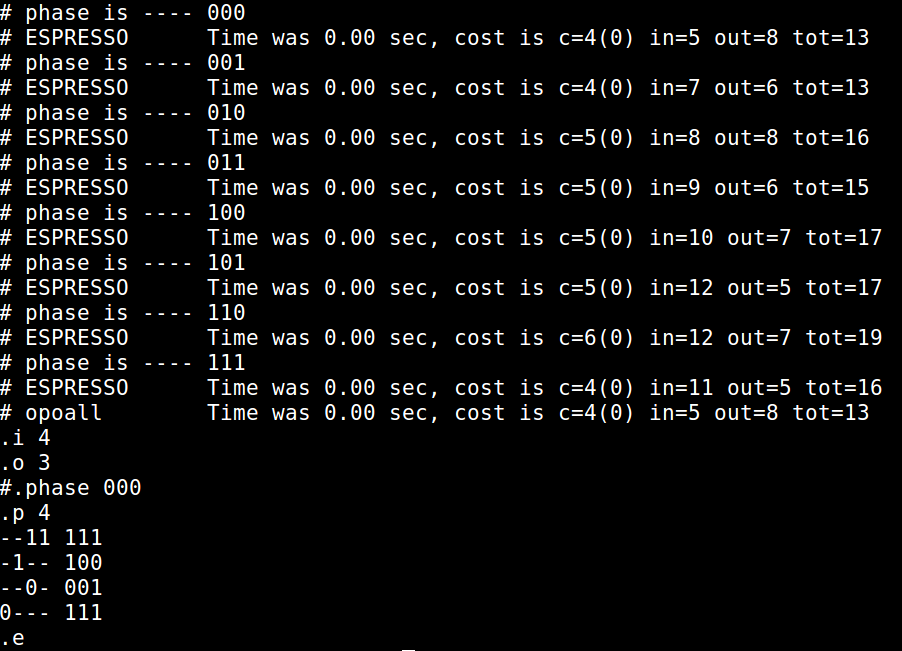 # phase is ---- 000
# ESPRESSO      Time was 0.00 sec, cost is c=4(0) in=5 out=8 tot=13
# phase is ---- 001
# ESPRESSO      Time was 0.00 sec, cost is c=4(0) in=7 out=6 tot=13
# phase is ---- 010
# ESPRESSO      Time was 0.00 sec, cost is c=5(0) in=8 out=8 tot=16
# phase is ---- 011
# ESPRESSO      Time was 0.00 sec, cost is c=5(0) in=9 out=6 tot=15
# phase is ---- 100
# ESPRESSO      Time was 0.00 sec, cost is c=5(0) in=10 out=7 tot=17
# phase is ---- 101
# ESPRESSO      Time was 0.00 sec, cost is c=5(0) in=12 out=5 tot=17
# phase is ---- 110
# ESPRESSO      Time was 0.00 sec, cost is c=6(0) in=12 out=7 tot=19
# phase is ---- 111
# ESPRESSO      Time was 0.00 sec, cost is c=4(0) in=11 out=5 tot=16
# opoall        Time was 0.00 sec, cost is c=4(0) in=5 out=8 tot=13
.i 4
.o 3
#.phase 000
.p 4
--11 111
-1-- 100
--0- 001
0--- 111
.e